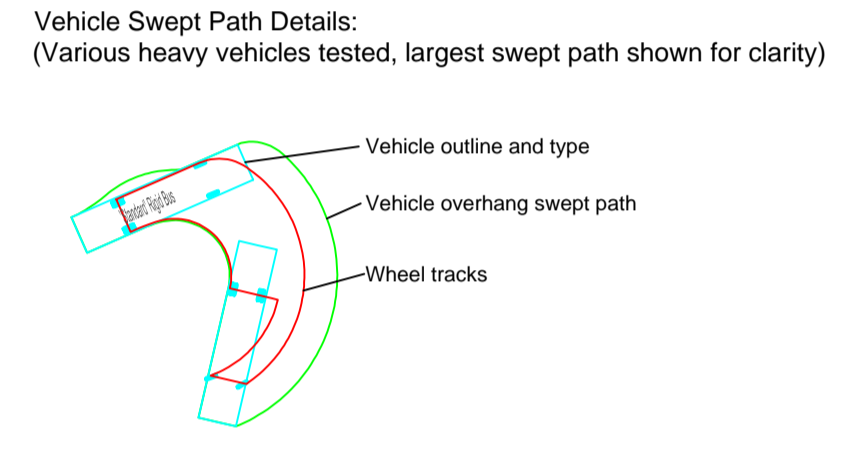 Vehicle Swept Path Details:
(Various heavy vehicles tested, largest swept path shown for clarity)
Vehicle outline and type
Standard Rigid Bus
Vehicle overhang swept path
Wheel tracks